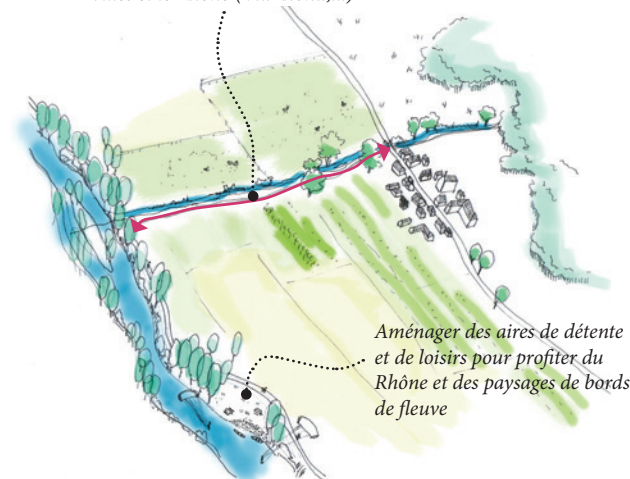 Aménager des aires de détente
et de loisirs pour profiter du
Rhône et des paysages de bords
de fleuve